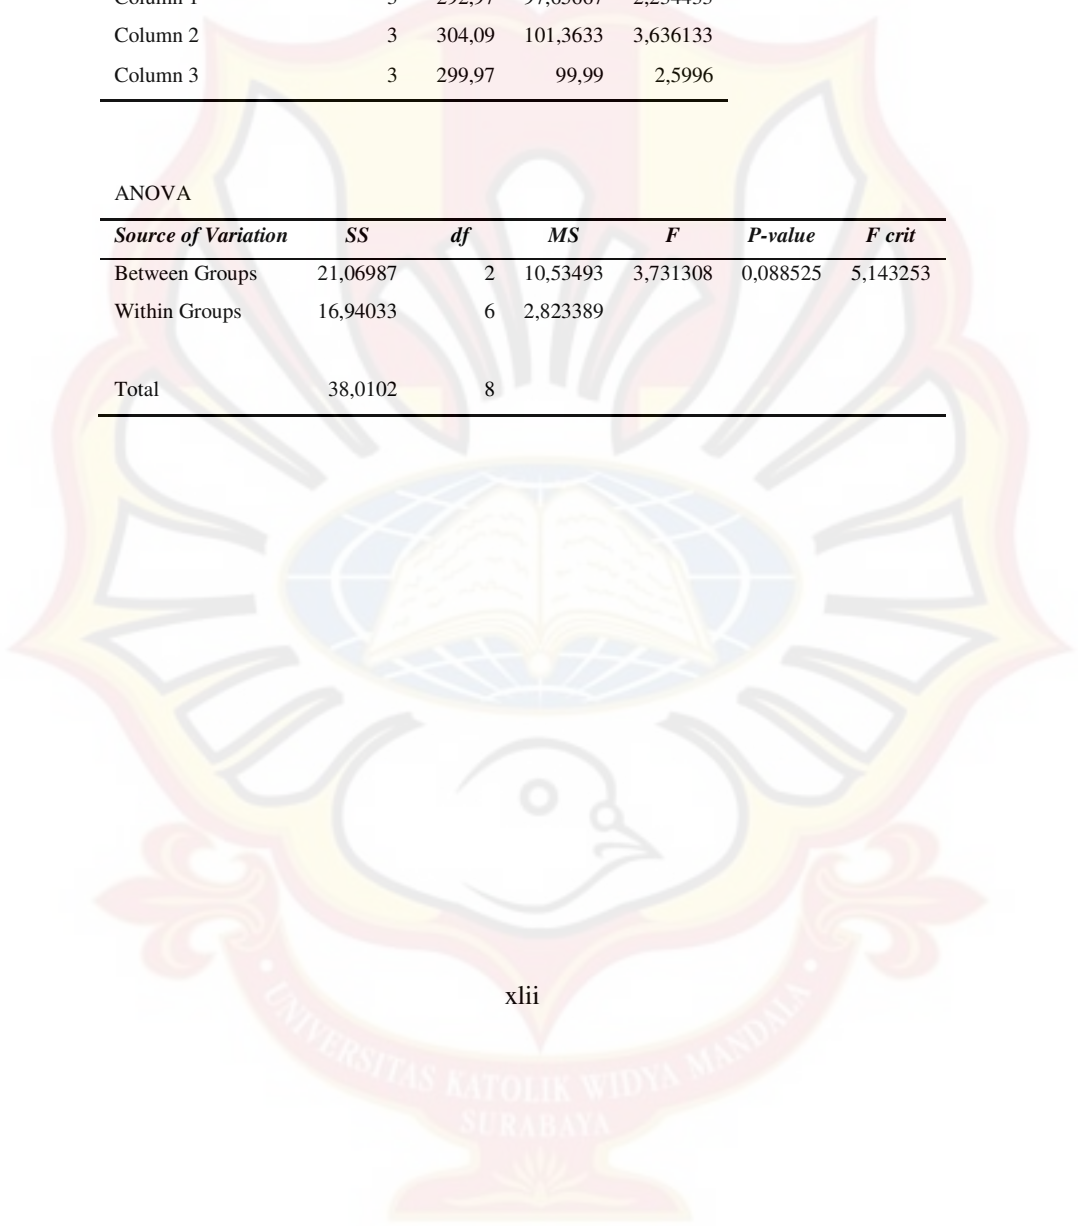 Column 2 3 304,09 101,3633 3,636133
Column 3 3 299,97 99,99 2,5996
ANOVA
Source of Variation SS df MS F P-value F crit
Between Groups 21,06987 2 10,53493 3,731308 0,088525 5,143253
Within Groups 16,94033 6 2,823389
Total 38,0102 8
xlii
UNIVERSITAS KATOLIK WIDYA MANDALA
SURABAYA